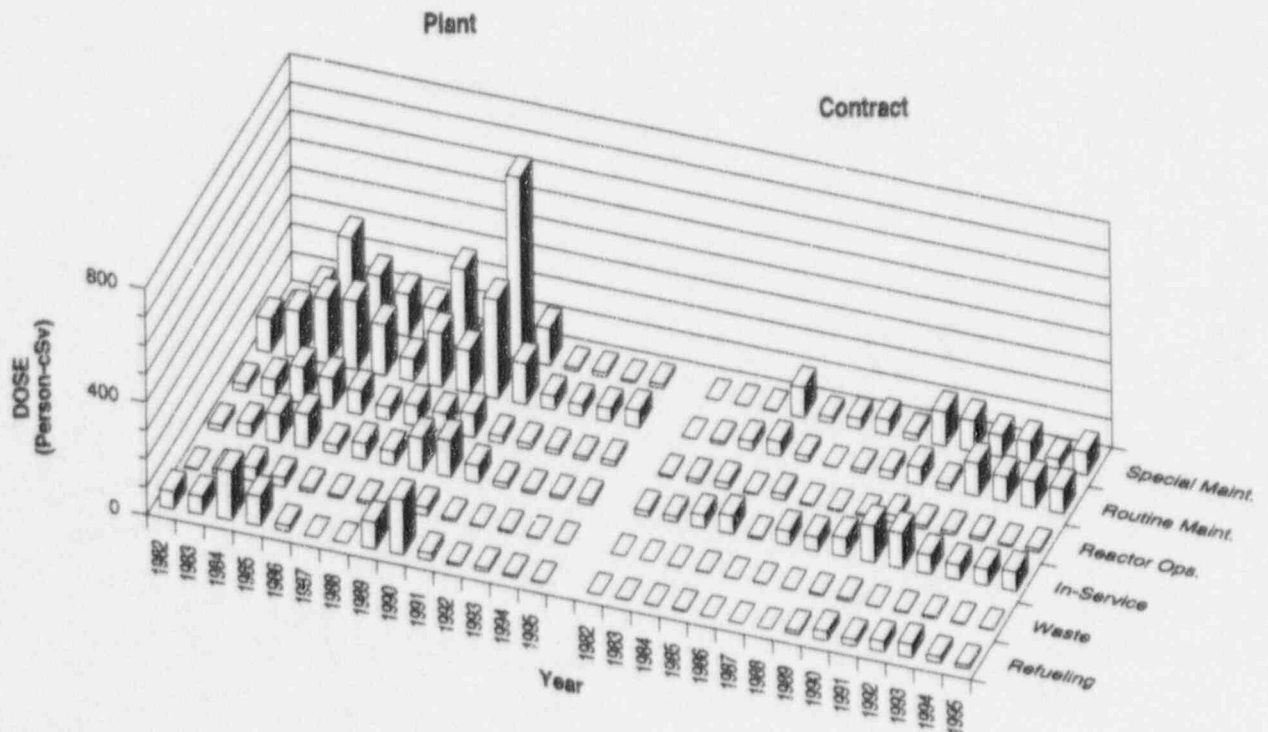 Plant
Contract
800
400
0
DOSE
(Person-cSv)
1982
1983
1984
1985
1986
1987
1988
1989
1990
1991
1992
1993
1994
1995
1982
1983
1984
1985
1986
1987
1988
1989
1990
1991
1992
1993
1994
1995
Year
Special Maint.
Routine Maint.
Reactor Ops.
In-Service
Waste
Refueling